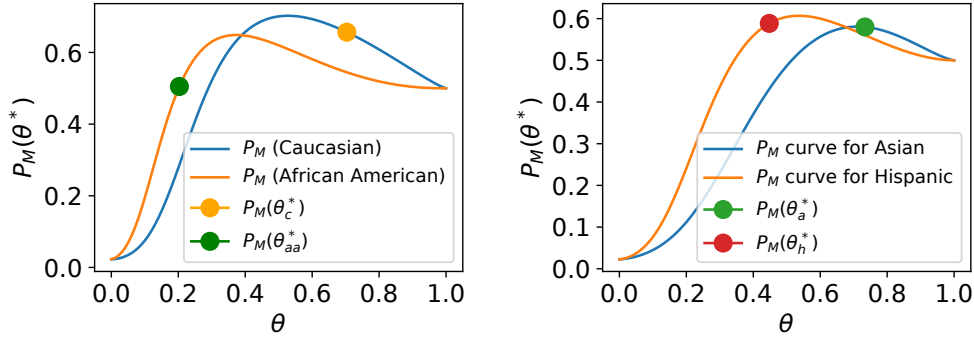 P_M(θ^*)
0.6
0.4
0.2
0.0
P_M (Caucasian)
P_M (African American)
P_M(θ_c^*)
P_M(θ_{aa}^*)
0.0 0.2 0.4 0.6 0.8 1.0
θ
P_M(θ^*)
0.6
0.5
0.4
0.3
0.2
0.1
0.0
P_M curve for Asian
P_M curve for Hispanic
P_M(θ_a^*)
P_M(θ_h^*)
0.0 0.2 0.4 0.6 0.8 1.0
θ